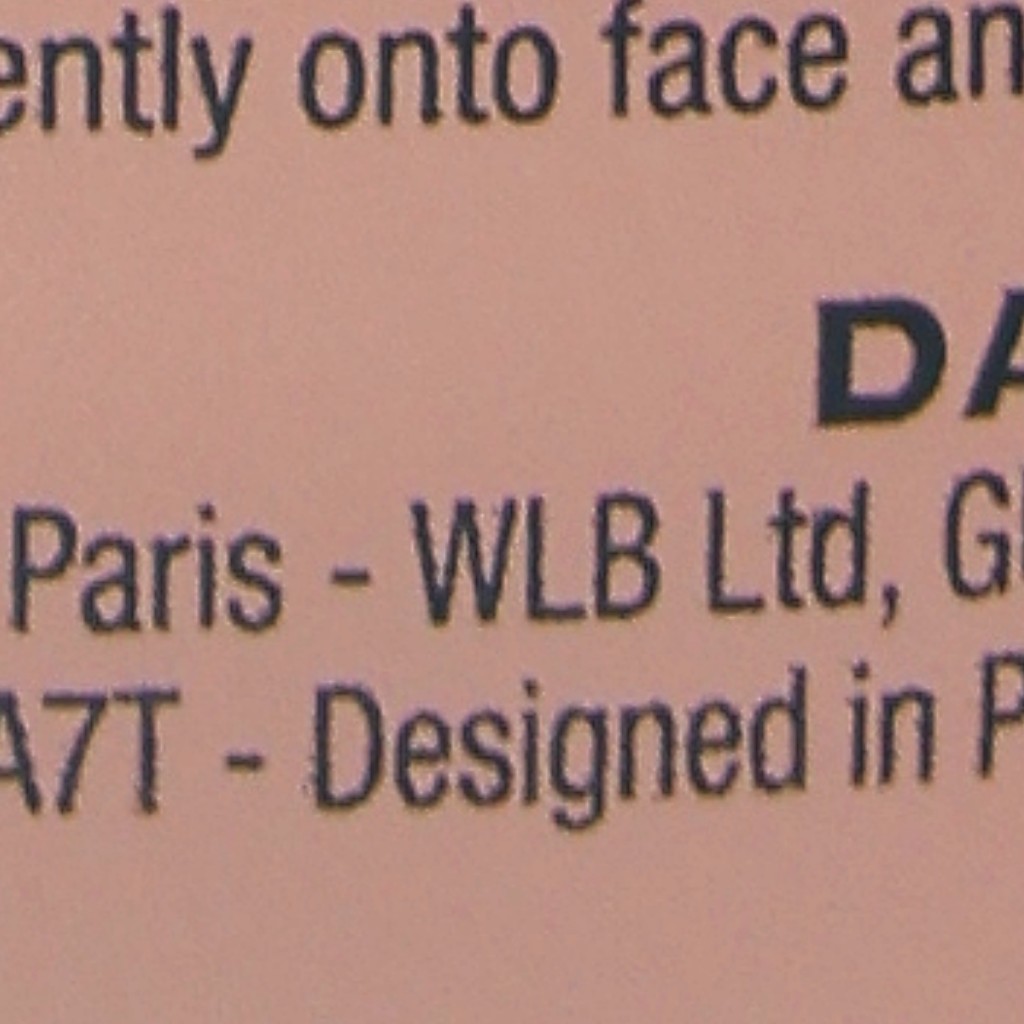 ently onto face an
DA
Paris - WLB Ltd, G
A7T - Designed in P